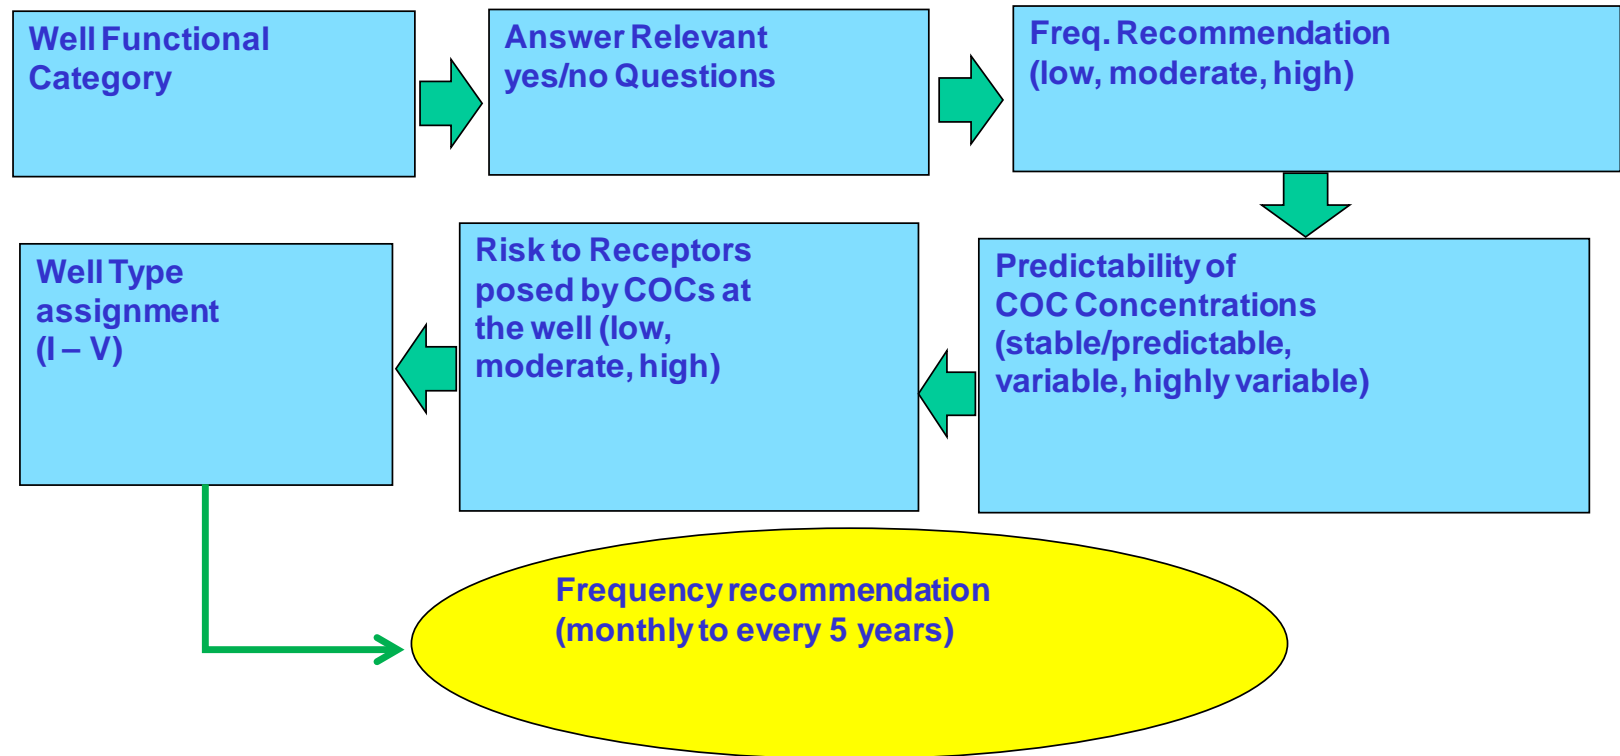 Well Functional
Category
Answer Relevant
yes/no Questions
Freq. Recommendation
(low, moderate, high)
Predictability of
COC Concentrations
(stable/predictable,
variable, highly variable)
Risk to Receptors
posed by COCs at
the well (low,
moderate, high)
Well Type
assignment
(I – V)
Frequency recommendation
(monthly to every 5 years)